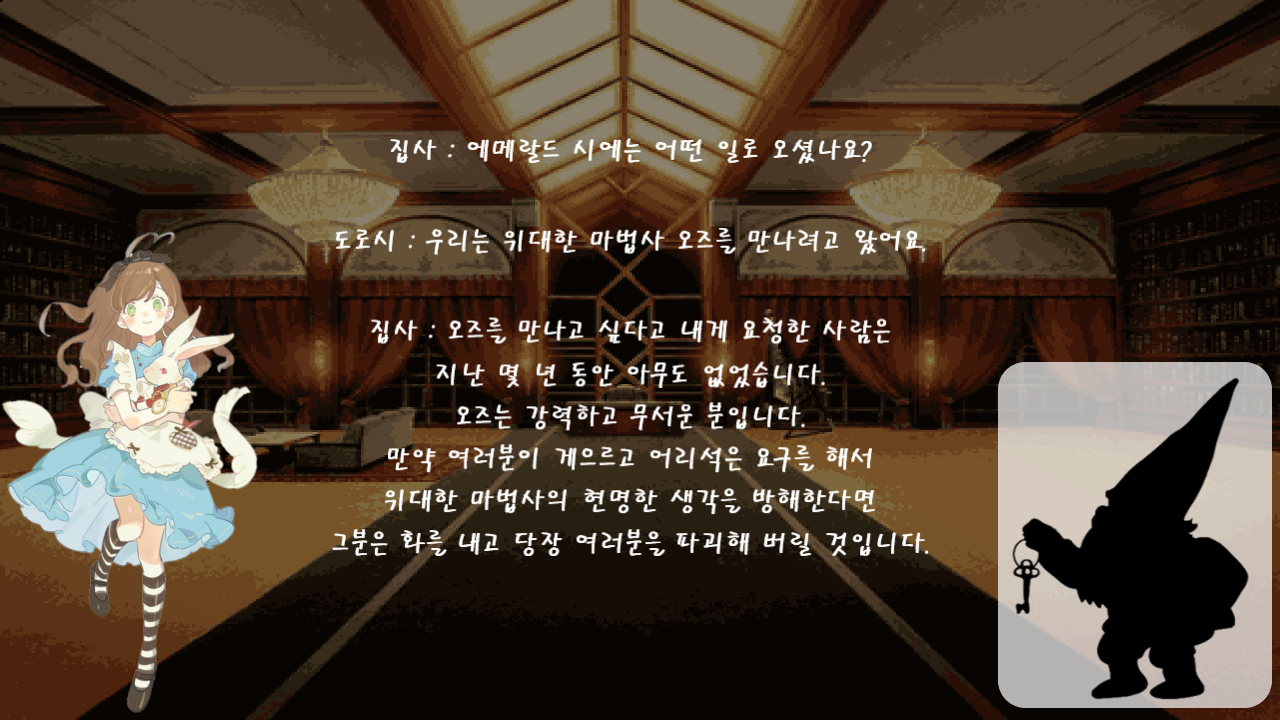 집사 : 에메랄드 시에는 어떤 일로 오셨나요?
도로시 : 우리는 위대한 마법사 오즈를 만나려고 왔어요.
집사 : 오즈를 만나고 싶다고 내게 요청한 사람은
지난 몇 년 동안 아무도 없었습니다.
오즈는 강력하고 무서운 분입니다.
만약 여러분이 게으르고 어리석은 요구를 해서
위대한 마법사의 현명한 생각을 방해한다면
그분은 화를 내고 당장 여러분을 파괴해 버릴 것입니다.